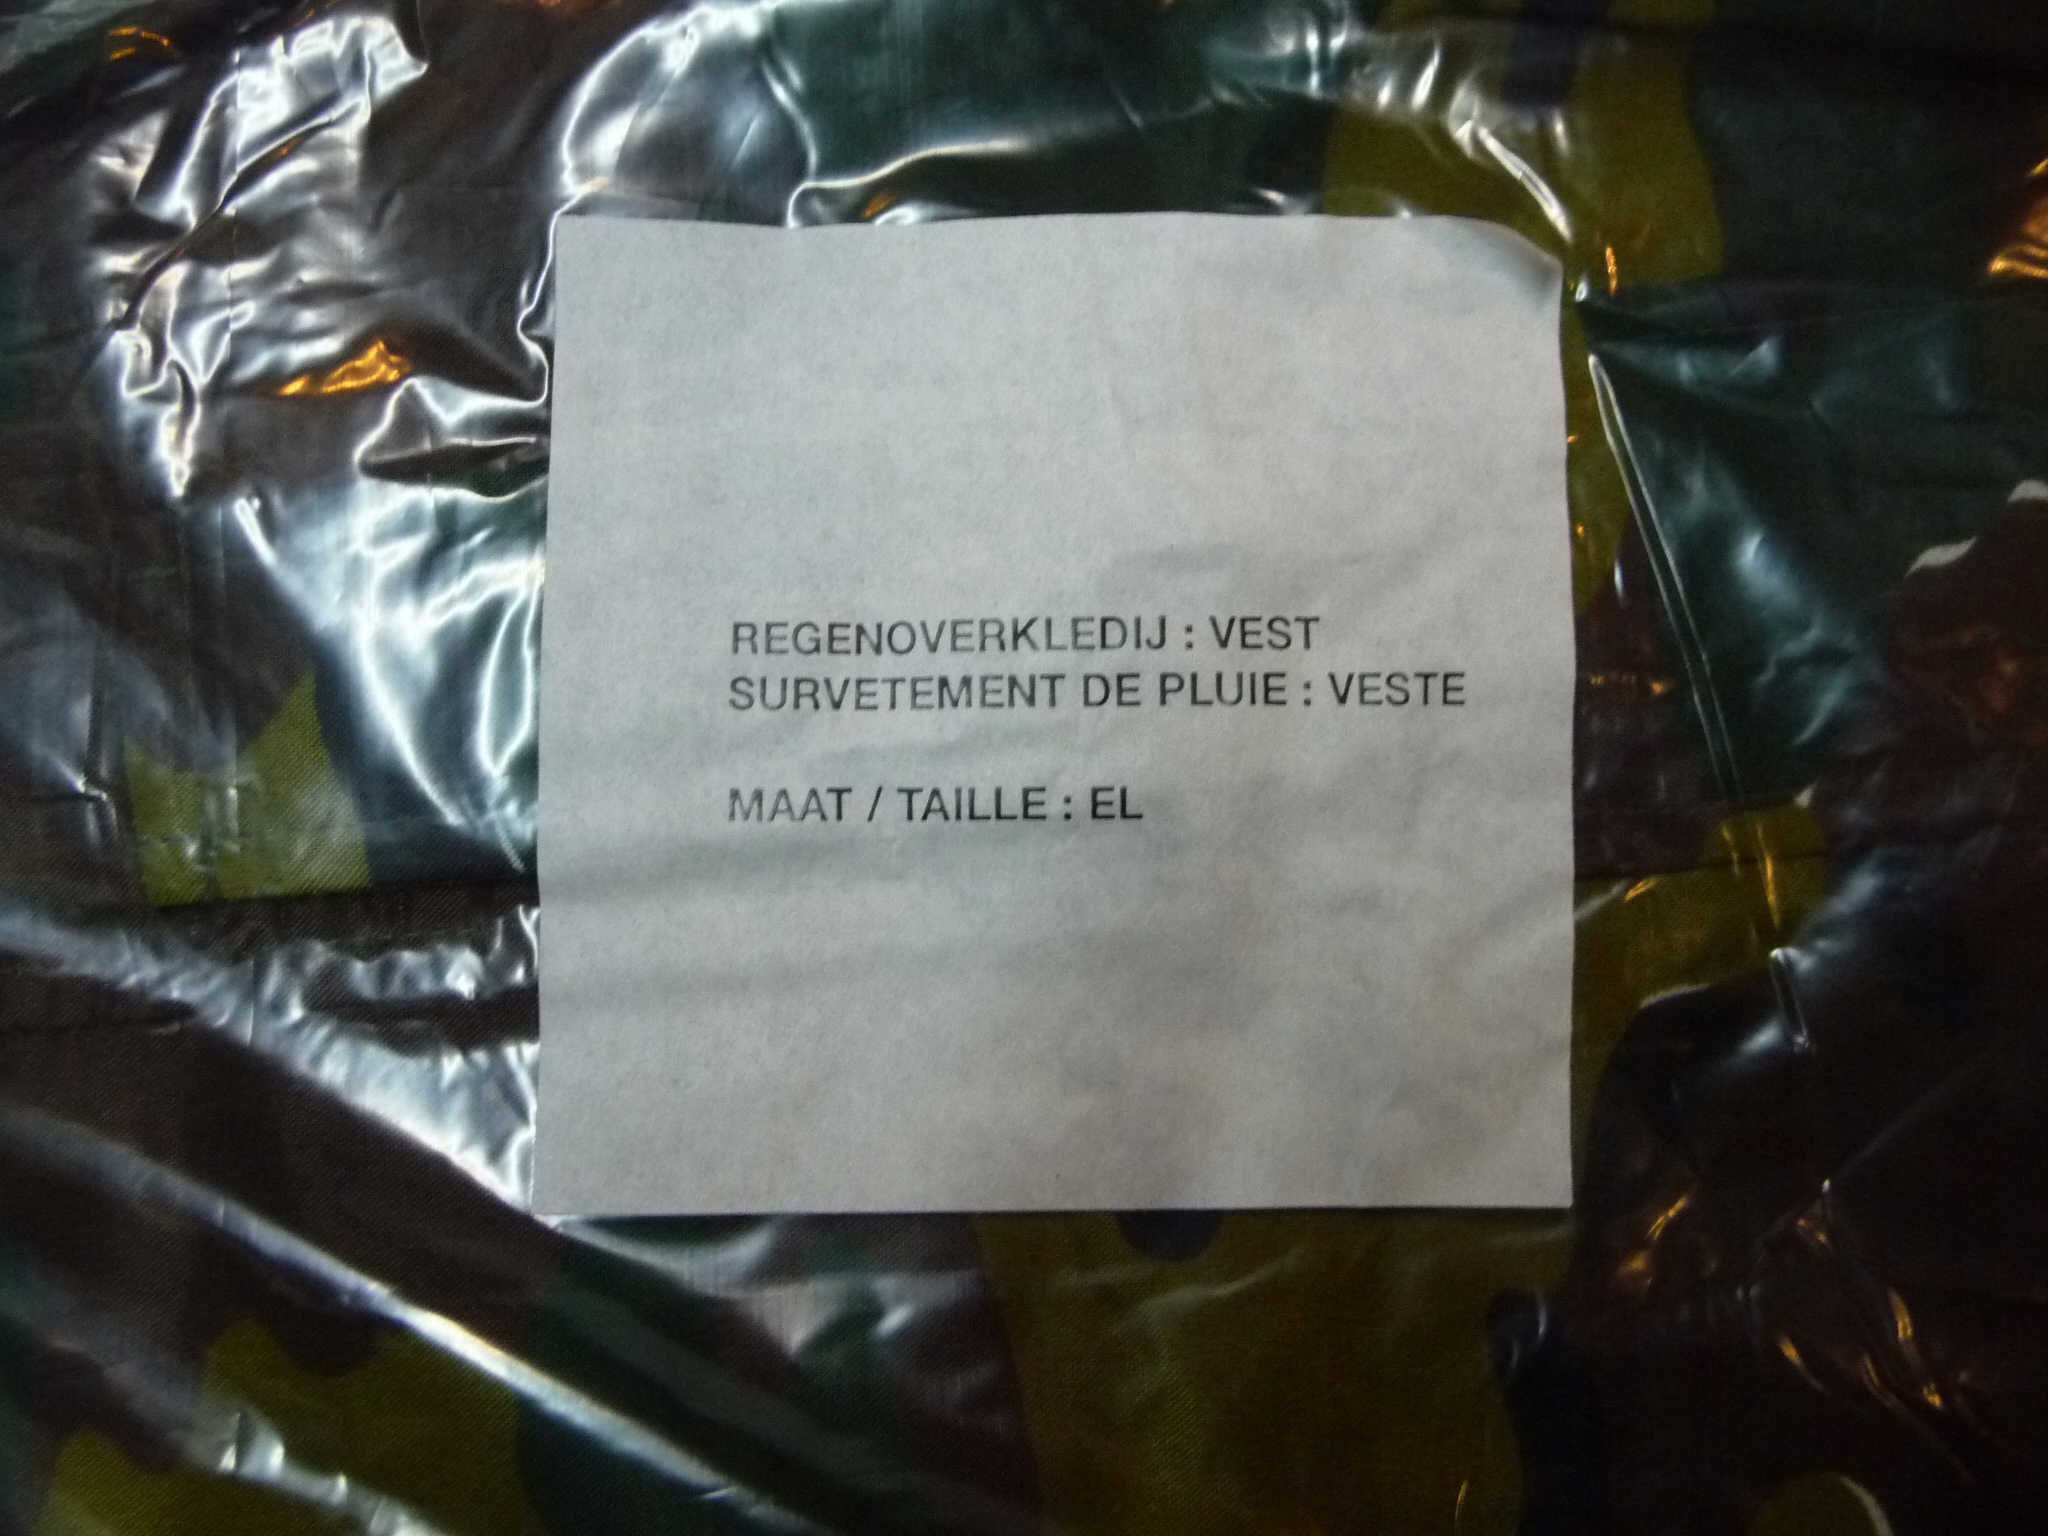 REGENOVERKLEDIJ : VEST
SURVETEMENT DE PLUIE : VESTE
MAAT / TAILLE : EL